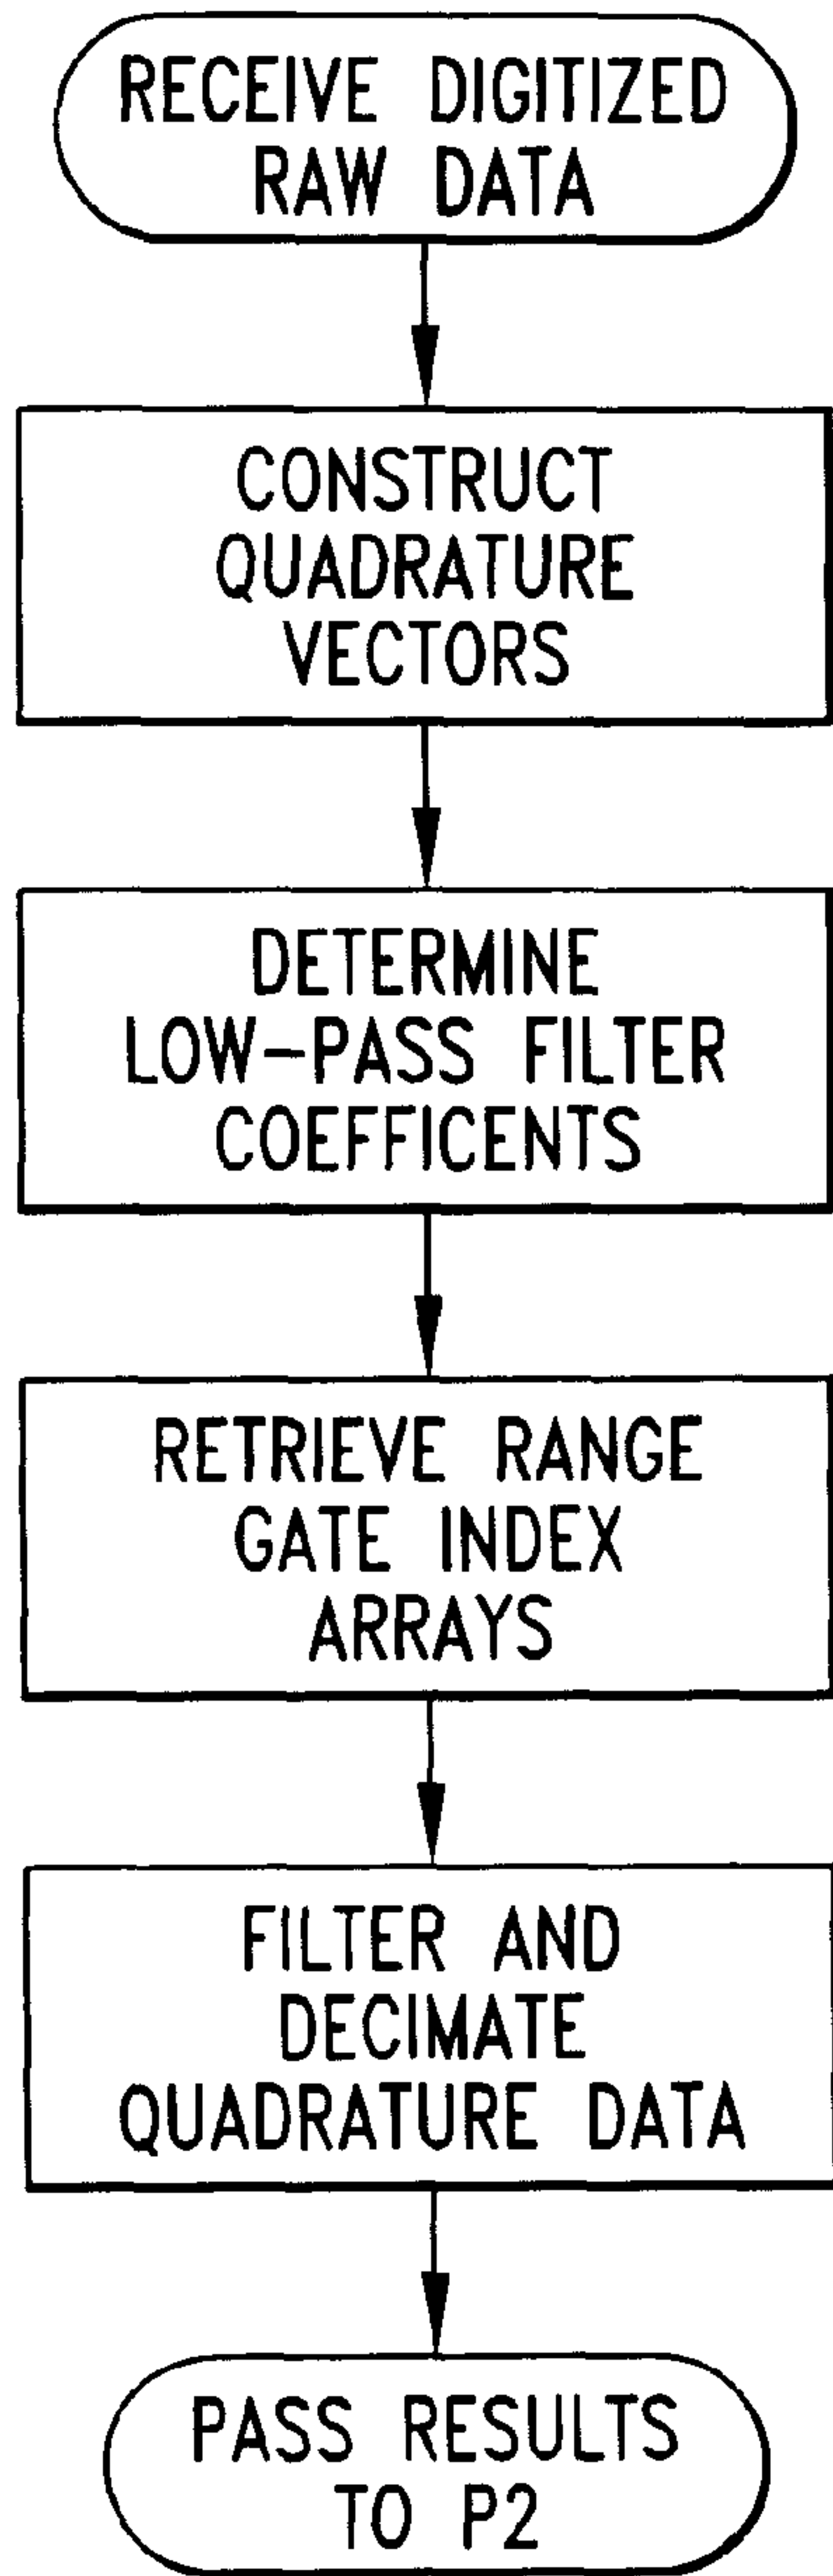 RECEIVE DIGITIZED
RAW DATA
CONSTRUCT
QUADRATURE
VECTORS
DETERMINE
LOW-PASS FILTER
COEFFICENTS
RETRIEVE RANGE
GATE INDEX
ARRAYS
FILTER AND
DECIMATE
QUADRATURE DATA
PASS RESULTS
TO P2